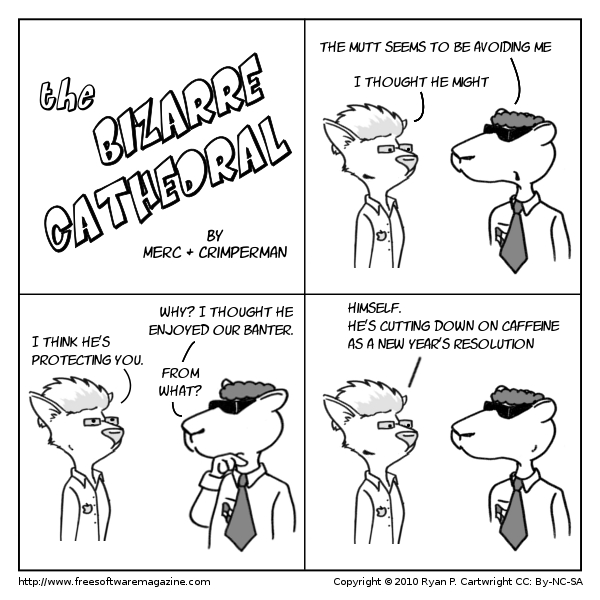 the
BIZARRE
CATHEDRAL
BY
MERC + CRIMPERMAN
THE MUTT SEEMS TO BE AVOIDING ME
I THOUGHT HE MIGHT
I THINK HE'S
PROTECTING YOU.
WHY? I THOUGHT HE
ENJOYED OUR BANTER.
FROM
WHAT?
HIMSELF.
HE'S CUTTING DOWN ON CAFFEINE
AS A NEW YEAR'S RESOLUTION
http://www.freesoftwaremagazine.com
Copyright © 2010 Ryan P. Cartwright CC: By-NC-SA